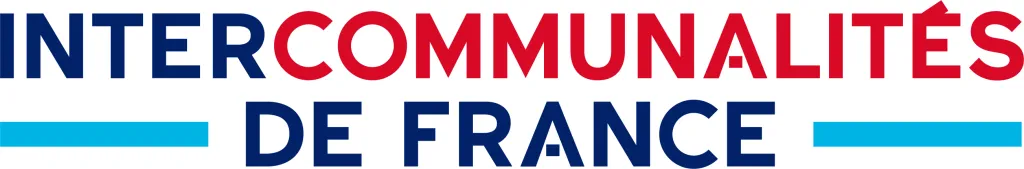 INTERCOMMUNALITÉS
DE FRANCE